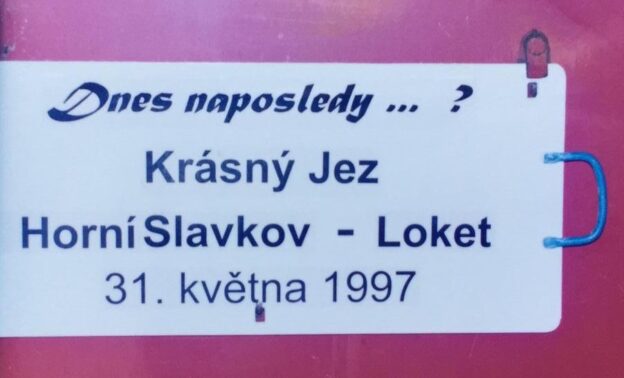 Dnes naposledy ... ?
Krásný Jez
Horní Slavkov - Loket
31. května 1997